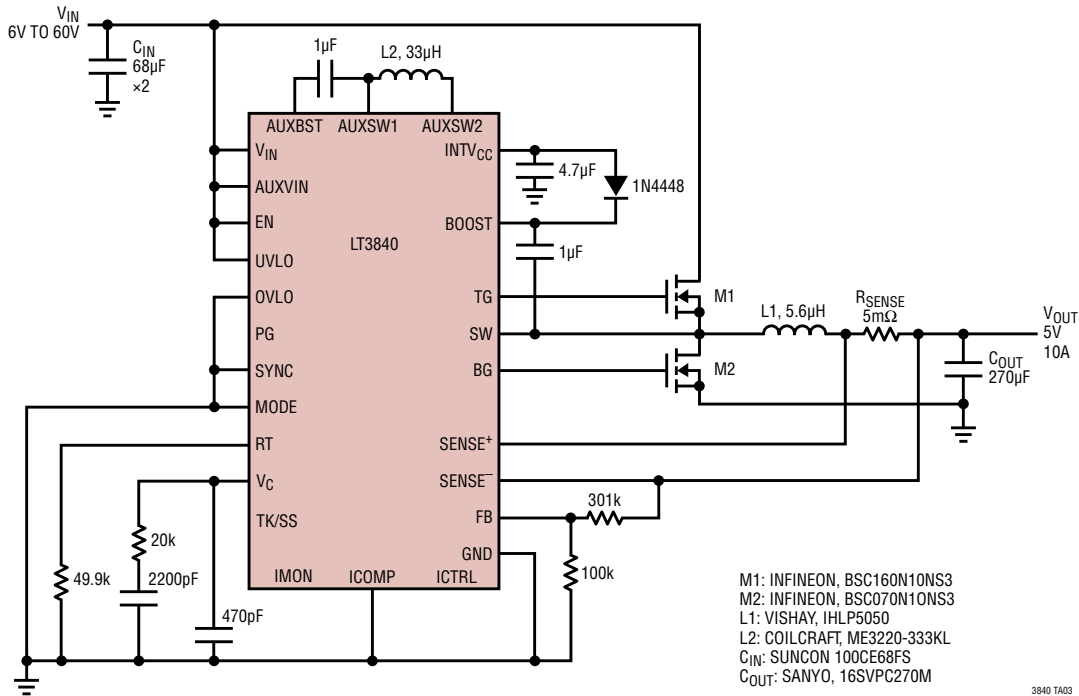 VIN
6V TO 60V
CIN
68µF
×2
1µF
L2, 33µH
AUXBST
AUXSW1
AUXSW2
VIN
AUXVIN
EN
UVLO
OVLO
PG
SYNC
MODE
RT
VC
TK/SS
LT3840
INTVCC
BOOST
TG
SW
BG
SENSE+
SENSE–
FB
GND
IMON
ICOMP
ICTRL
4.7µF
1N4448
1µF
M1
M2
L1, 5.6µH
RSENSE
5mΩ
VOUT
5V
10A
COUT
270µF
301k
100k
20k
2200pF
49.9k
470pF
M1: INFINEON, BSC160N10NS3
M2: INFINEON, BSC070N10NS3
L1: VISHAY, IHLP5050
L2: COILCRAFT, ME3220-333KL
CIN: SUNCON 100CE68FS
COUT: SANYO, 16SVPC270M
3840 TA03